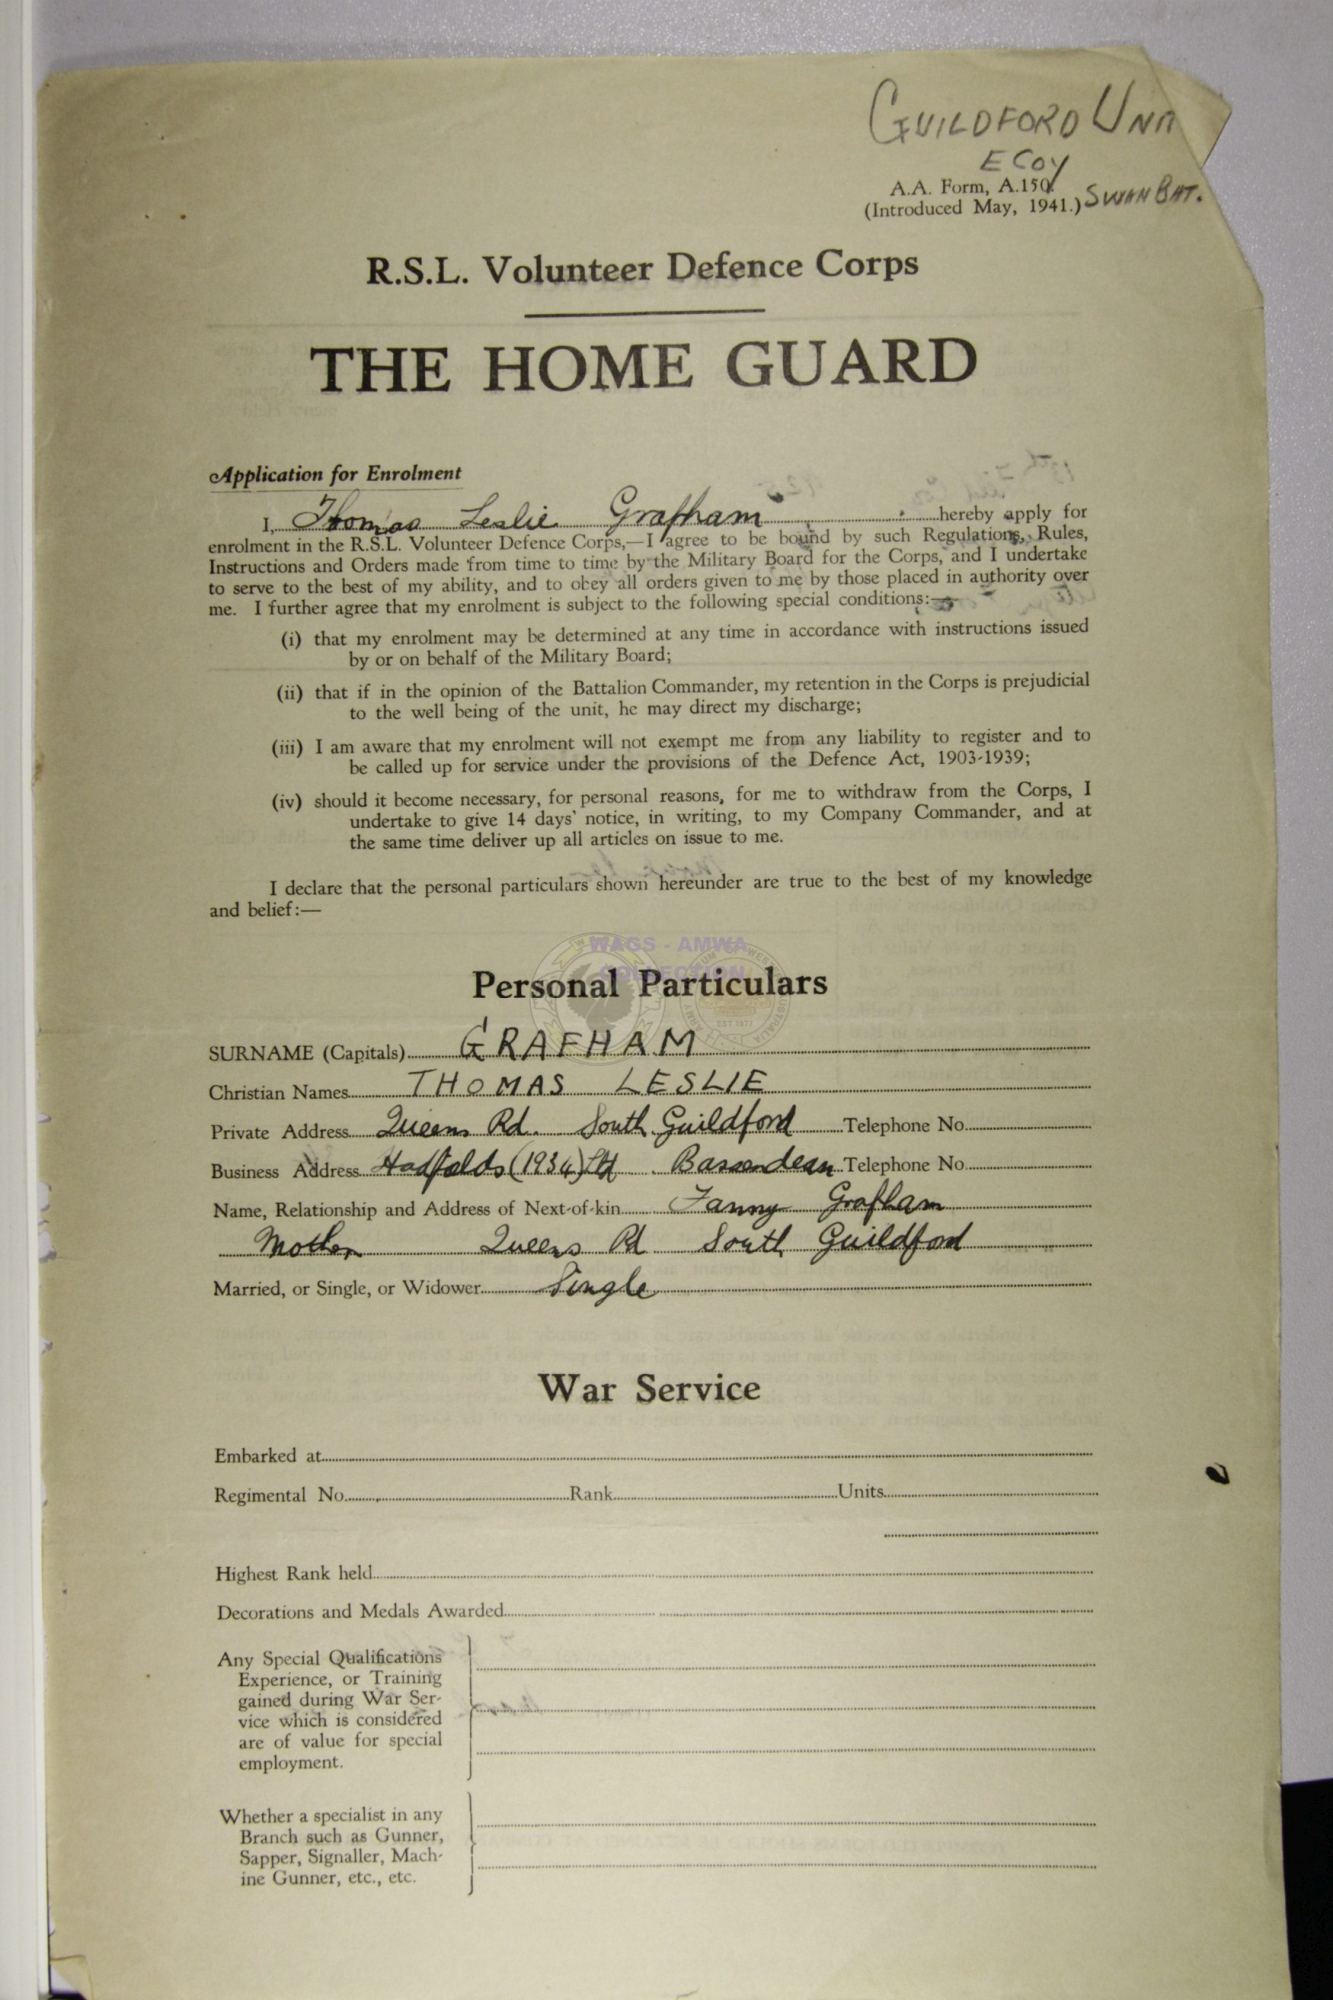 GUILDFORD UNIT
E COY
A.A. Form, A.150.
(Introduced May, 1941.) SWAN BAT.
R.S.L. Volunteer Defence Corps
THE HOME GUARD
Application for Enrolment
I, Thomas Leslie Grafham hereby apply for
enrolment in the R.S.L. Volunteer Defence Corps,—I agree to be bound by such Regulations, Rules,
Instructions and Orders made from time to time by the Military Board for the Corps, and I undertake
to serve to the best of my ability, and to obey all orders given to me by those placed in authority over
me. I further agree that my enrolment is subject to the following special conditions:—
(i) that my enrolment may be determined at any time in accordance with instructions issued
by or on behalf of the Military Board;
(ii) that if in the opinion of the Battalion Commander, my retention in the Corps is prejudicial
to the well being of the unit, he may direct my discharge;
(iii) I am aware that my enrolment will not exempt me from any liability to register and to
be called up for service under the provisions of the Defence Act, 1903-1939;
(iv) should it become necessary, for personal reasons, for me to withdraw from the Corps, I
undertake to give 14 days' notice, in writing, to my Company Commander, and at
the same time deliver up all articles on issue to me.
I declare that the personal particulars shown hereunder are true to the best of my knowledge
and belief:—
WAGS - AMWA
COLLECTION
Personal Particulars
SURNAME (Capitals) GRAFHAM
Christian Names THOMAS LESLIE
Private Address Queens Rd. South Guildford Telephone No.
Business Address Hadfields (1934) Ltd Bassendean Telephone No.
Name, Relationship and Address of Next-of-kin Fanny Grafham
Mother Queens Rd South Guildford
Married, or Single, or Widower Single
War Service
Embarked at
Regimental No. Rank Units
Highest Rank held
Decorations and Medals Awarded
Any Special Qualifications
Experience, or Training
gained during War Ser-
vice which is considered
are of value for special
employment.
Whether a specialist in any
Branch such as Gunner,
Sapper, Signaller, Mach-
ine Gunner, etc., etc.